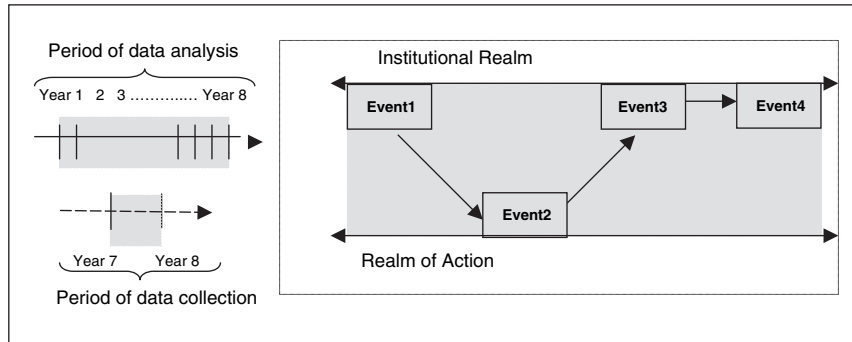 Period of data analysis
Year 1 2 3 .............. Year 8
Year 7 Year 8
Period of data collection
Institutional Realm
Event1
Event3
Event4
Event2
Realm of Action